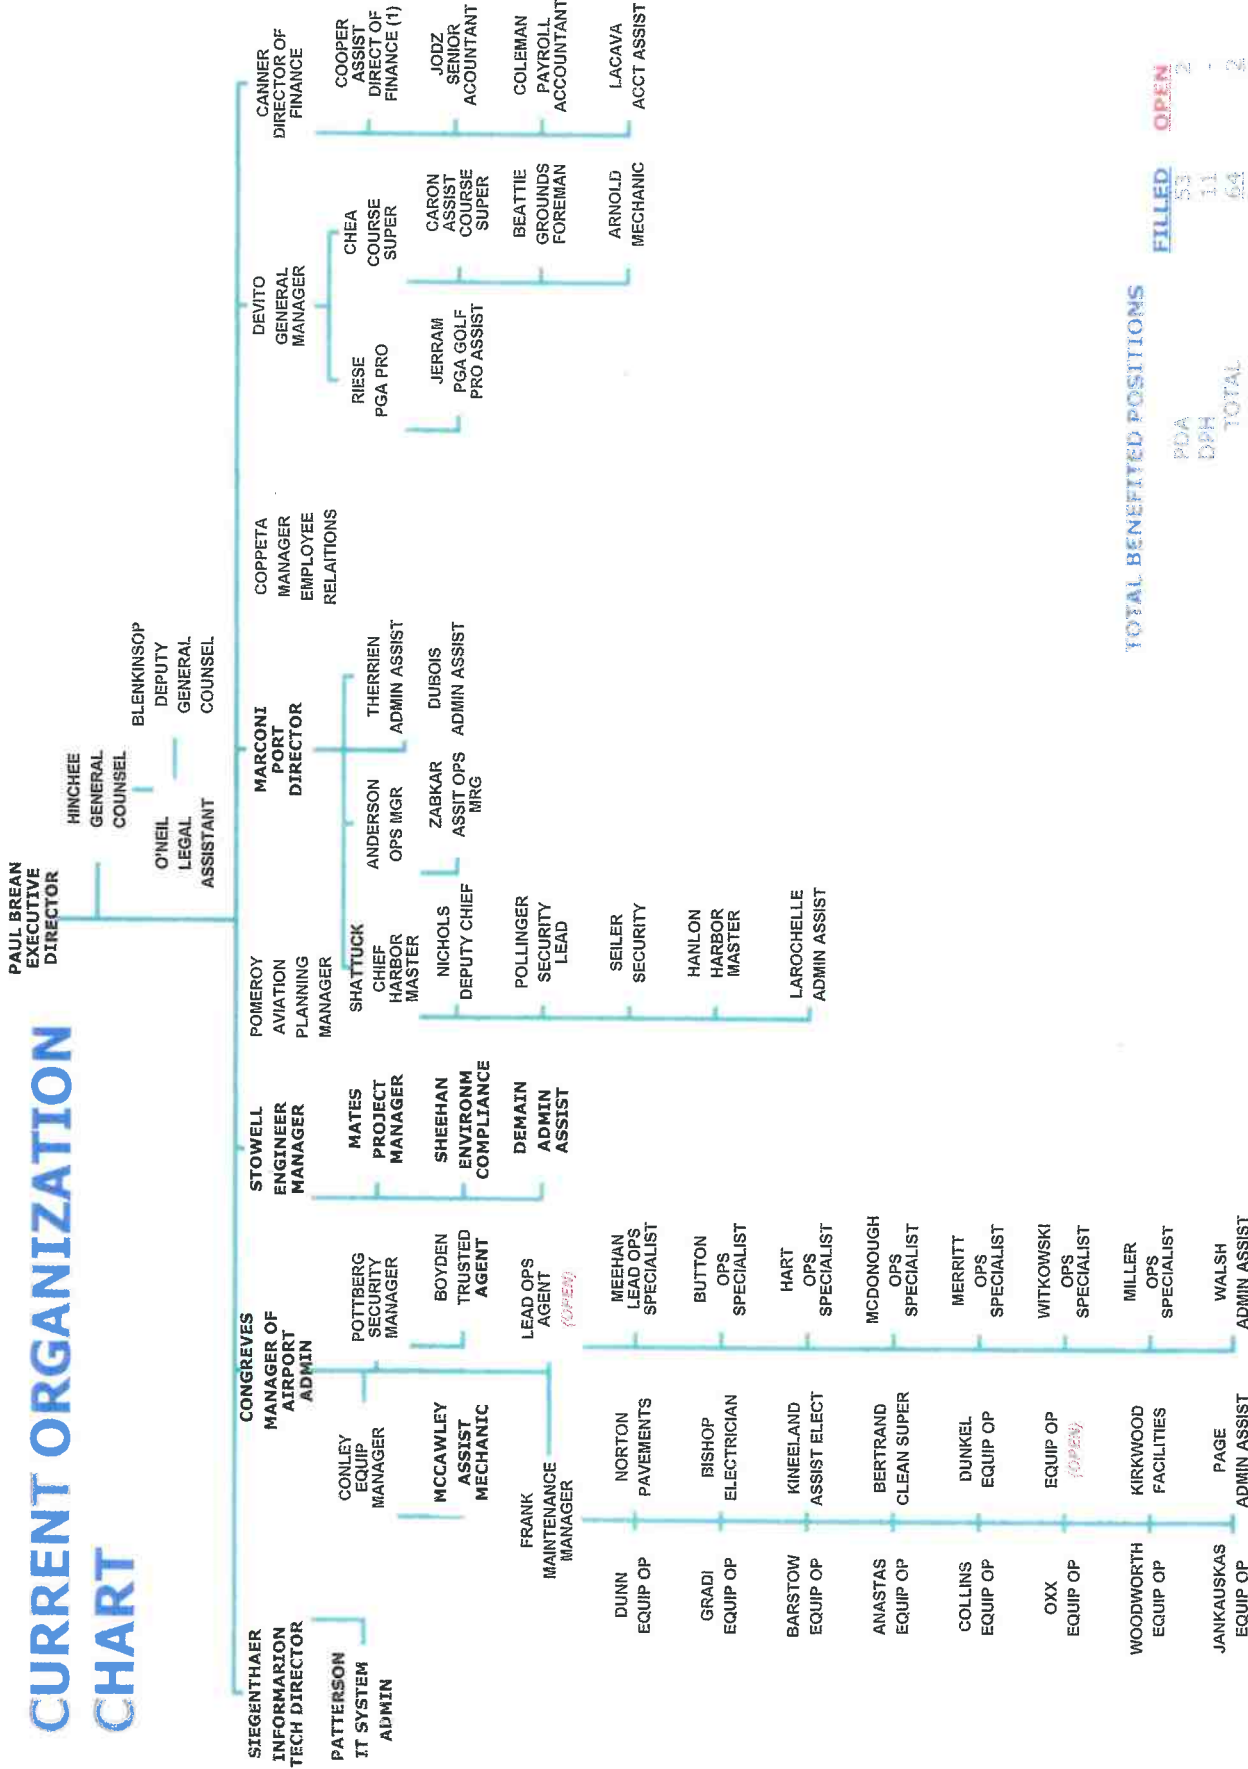 CURRENT ORGANIZATION
CHART
PAUL BREAN
EXECUTIVE
DIRECTOR
HINCHEE
GENERAL
COUNSEL
O'NEIL
LEGAL
ASSISTANT
BLENKINSOP
DEPUTY
GENERAL
COUNSEL
SIEGENTHAER
INFORMARION
TECH DIRECTOR
PATTERSON
IT SYSTEM
ADMIN
CONGREVES
MANAGER OF
AIRPORT
ADMIN
CONLEY
EQUIP
MANAGER
MCCAWLEY
ASSIST
MECHANIC
POTTBERG
SECURITY
MANAGER
BOYDEN
TRUSTED
AGENT
FRANK
MAINTENANCE
MANAGER
LEAD OPS
AGENT
(OPEN)
DUNN
EQUIP OP
GRADI
EQUIP OP
BARSTOW
EQUIP OP
ANASTAS
EQUIP OP
COLLINS
EQUIP OP
OXX
EQUIP OP
WOODWORTH
EQUIP OP
JANKAUSKAS
EQUIP OP
NORTON
PAVEMENTS
BISHOP
ELECTRICIAN
KINEELAND
ASSIST ELECT
BERTRAND
CLEAN SUPER
DUNKEL
EQUIP OP
EQUIP OP
(OPEN)
KIRKWOOD
FACILITIES
PAGE
ADMIN ASSIST
MEEHAN
LEAD OPS
SPECIALIST
BUTTON
OPS
SPECIALIST
HART
OPS
SPECIALIST
MCDONOUGH
OPS
SPECIALIST
MERRITT
OPS
SPECIALIST
WITKOWSKI
OPS
SPECIALIST
MILLER
OPS
SPECIALIST
WALSH
ADMIN ASSIST
STOWELL
ENGINEER
MANAGER
MATES
PROJECT
MANAGER
SHEEHAN
ENVIRONM
COMPLIANCE
DEMAIN
ADMIN
ASSIST
POMEROY
AVIATION
PLANNING
MANAGER
MARCONI
PORT
DIRECTOR
SHATTUCK
CHIEF
HARBOR
MASTER
NICHOLS
DEPUTY CHIEF
POLLINGER
SECURITY
LEAD
SEILER
SECURITY
HANLON
HARBOR
MASTER
LAROCHELLE
ADMIN ASSIST
ANDERSON
OPS MGR
ZABKAR
ASSIT OPS
MRG
THERRIEN
ADMIN ASSIST
DUBOIS
ADMIN ASSIST
COPPETA
MANAGER
EMPLOYEE
RELAITIONS
DEVITO
GENERAL
MANAGER
RIESE
PGA PRO
JERRAM
PGA GOLF
PRO ASSIST
CHEA
COURSE
SUPER
CARON
ASSIST
COURSE
SUPER
BEATTIE
GROUNDS
FOREMAN
ARNOLD
MECHANIC
CANNER
DIRECTOR OF
FINANCE
COOPER
ASSIST
DIRECT OF
FINANCE (1)
JODZ
SENIOR
ACCOUNTANT
COLEMAN
PAYROLL
ACCOUNTANT
LACAVA
ACCT ASSIST
TOTAL BENEFITED POSITIONS
FILLED OPEN
PDA 53 2
DPH 11 -
TOTAL 64 2